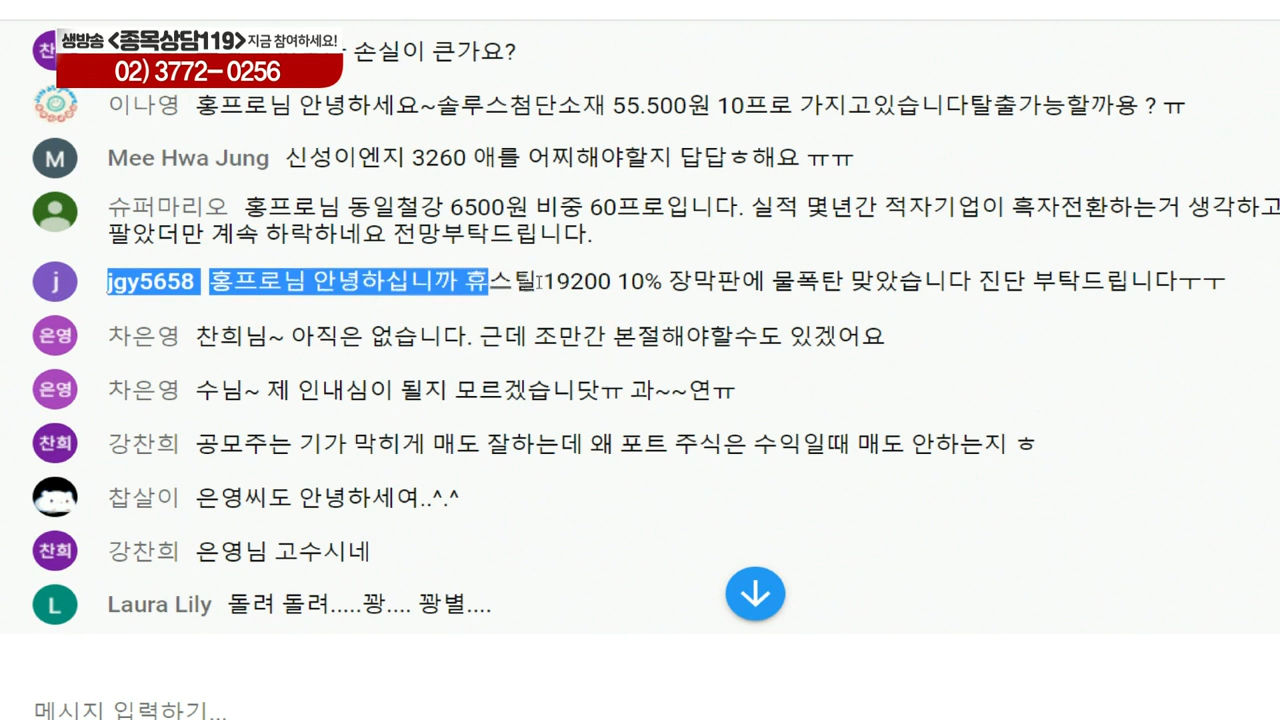 생방송 <종목상담119> 지금 참여하세요!
02) 3772-0256
찬
손실이 큰가요?
이나영 홍프로님 안녕하세요~솔루스첨단소재 55.500원 10프로 가지고있습니다탈출가능할까용 ? ㅠ
M Mee Hwa Jung 신성이엔지 3260 애를 어찌해야할지 답답ㅎ해요 ㅠㅠ
슈퍼마리오 홍프로님 동일철강 6500원 비중 60프로입니다. 실적 몇년간 적자기업이 흑자전환하는거 생각하고
팔았더만 계속 하락하네요 전망부탁드립니다.
j jgy5658 홍프로님 안녕하십니까 휴스틸19200 10% 장막판에 물폭탄 맞았습니다 진단 부탁드립니다ㅜㅜ
은영 차은영 찬희님~ 아직은 없습니다. 근데 조만간 본절해야할수도 있겠어요
은영 차은영 수님~ 제 인내심이 될지 모르겠습니닷ㅠ 과~~연ㅠ
찬희 강찬희 공모주는 기가 막히게 매도 잘하는데 왜 포트 주식은 수익일때 매도 안하는지 ㅎ
찹살이 은영씨도 안녕하세여..^.^
찬희 강찬희 은영님 고수시네
L Laura Lily 돌려 돌려.....꽝.... 꽝별....
메시지 입력하기...